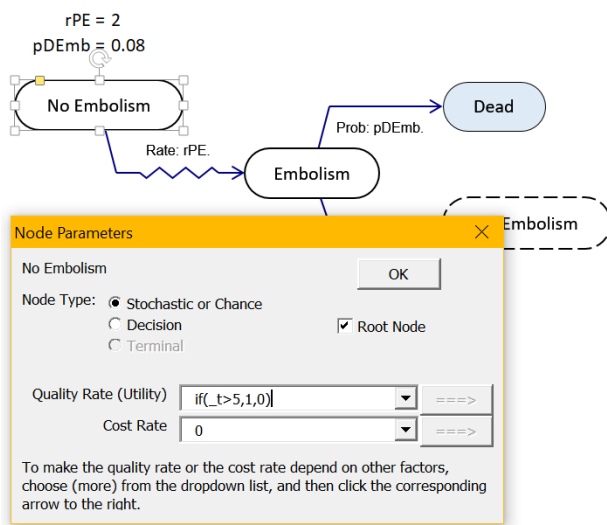 rPE = 2
pDEmb = 0.08
No Embolism
Dead
Prob: pDEmb.
Rate: rPE.
Embolism
Embolism
Node Parameters
No Embolism
OK
Node Type:
Stochastic or Chance
Decision
Terminal
Root Node
Quality Rate (Utility)
if(_t>5,1,0)
===>
Cost Rate
0
===>
To make the quality rate or the cost rate depend on other factors,
choose (more) from the dropdown list, and then click the corresponding
arrow to the right.